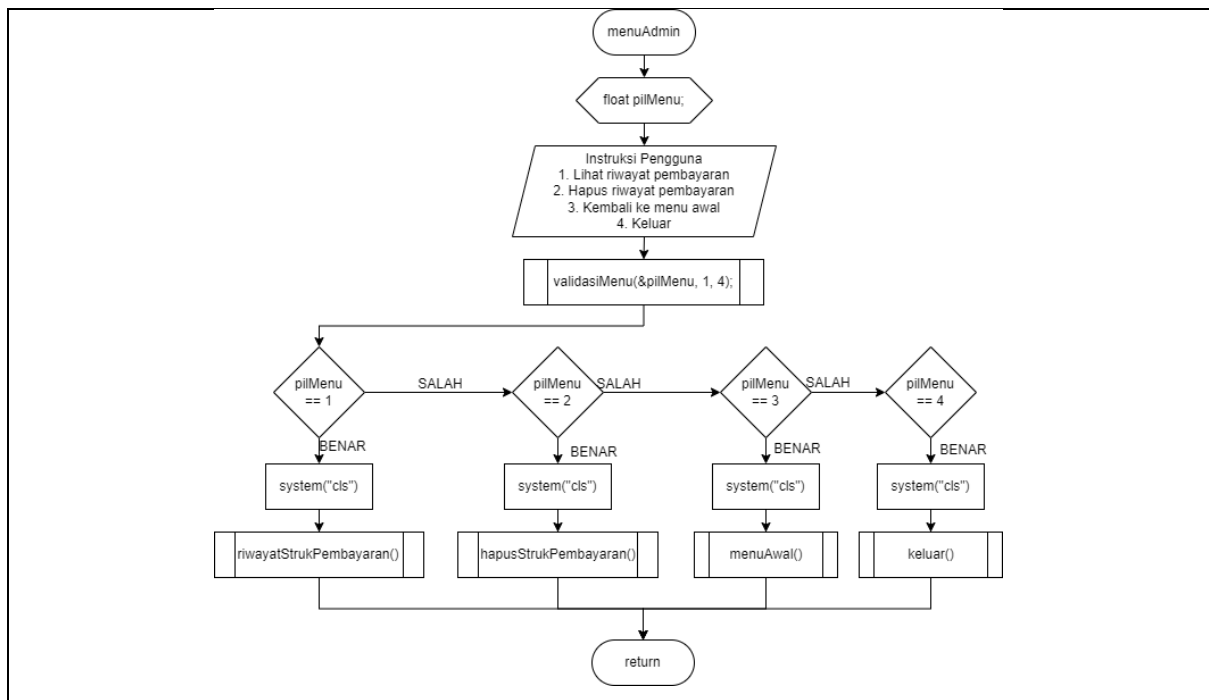 menuAdmin
float pilMenu;
Instruksi Pengguna
1. Lihat riwayat pembayaran
2. Hapus riwayat pembayaran
3. Kembali ke menu awal
4. Keluar
validasiMenu(&pilMenu, 1, 4);
pilMenu
== 1
SALAH
pilMenu
== 2
SALAH
pilMenu
== 3
SALAH
pilMenu
== 4
BENAR
BENAR
BENAR
BENAR
system("cls")
system("cls")
system("cls")
system("cls")
riwayatStrukPembayaran()
hapusStrukPembayaran()
menuAwal()
keluar()
return